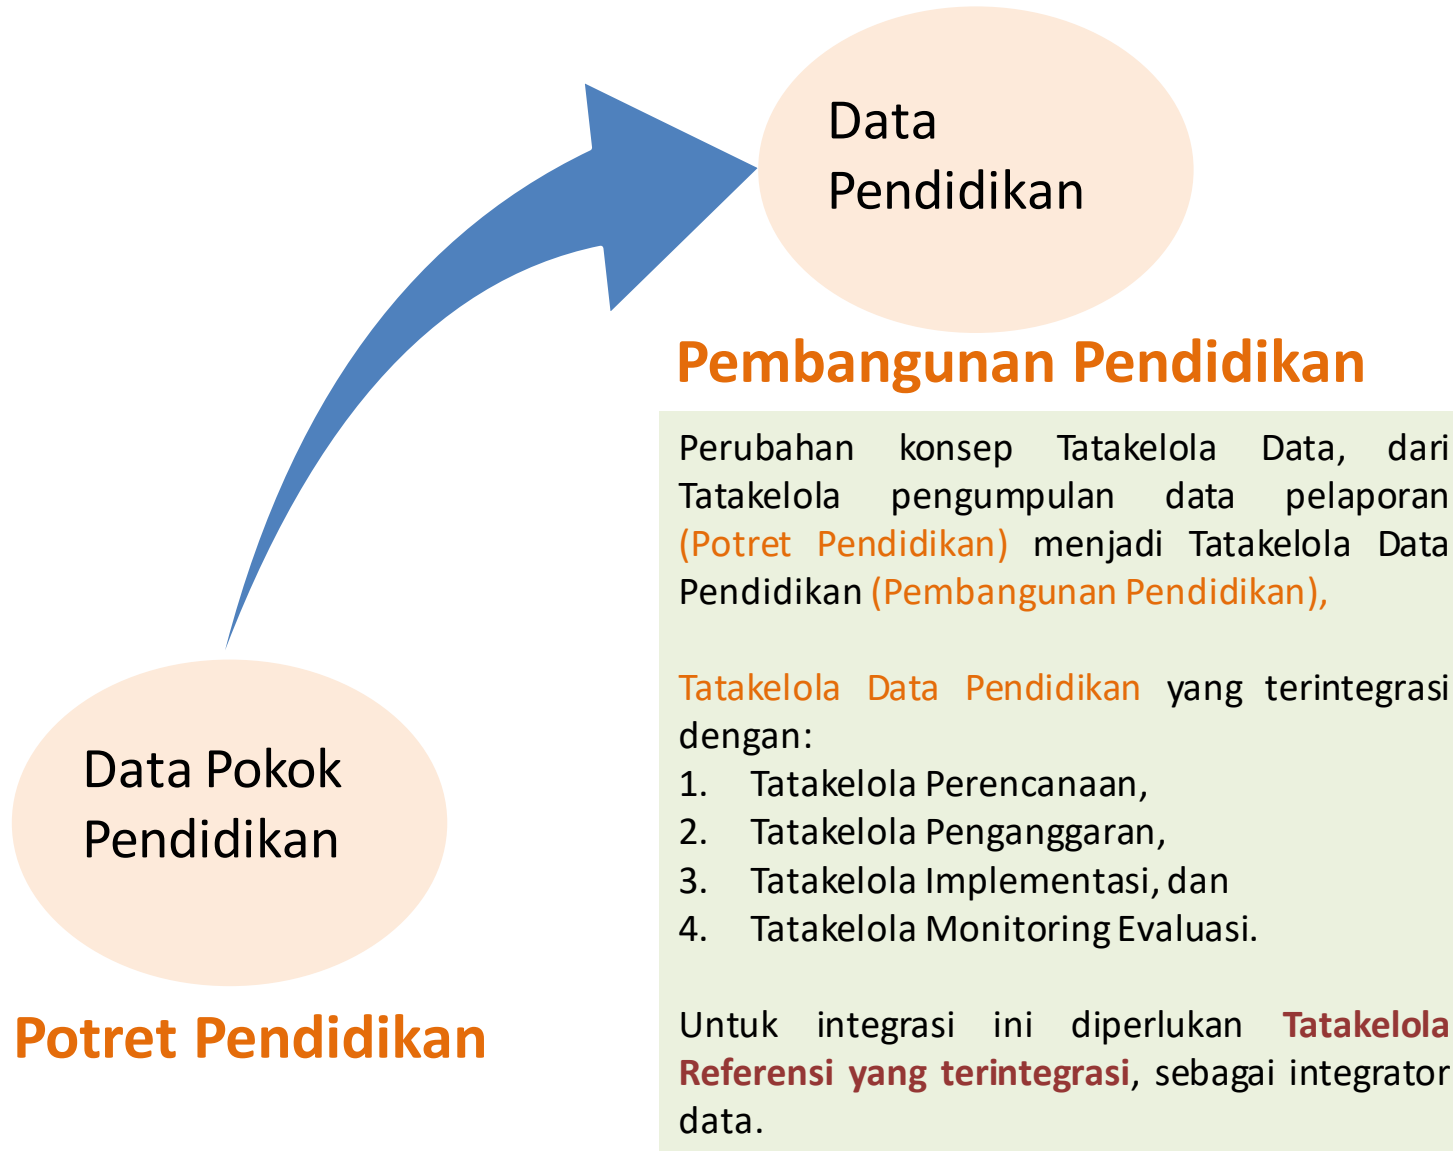 Data
Pendidikan
Pembangunan Pendidikan
Perubahan konsep Tatakelola Data, dari
Tatakelola pengumpulan data pelaporan
(Potret Pendidikan) menjadi Tatakelola Data
Pendidikan (Pembangunan Pendidikan),
Tatakelola Data Pendidikan yang terintegrasi
dengan:
1. Tatakelola Perencanaan,
2. Tatakelola Penganggaran,
3. Tatakelola Implementasi, dan
4. Tatakelola Monitoring Evaluasi.
Untuk integrasi ini diperlukan Tatakelola
Referensi yang terintegrasi, sebagai integrator
data.
Data Pokok
Pendidikan
Potret Pendidikan